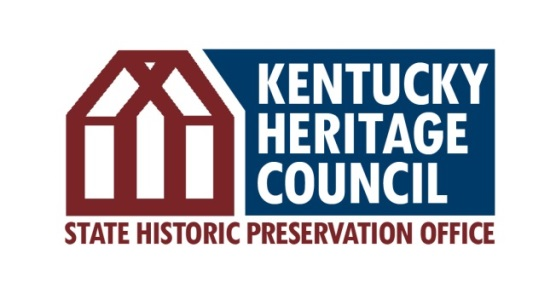 KENTUCKY
HERITAGE
COUNCIL
STATE HISTORIC PRESERVATION OFFICE